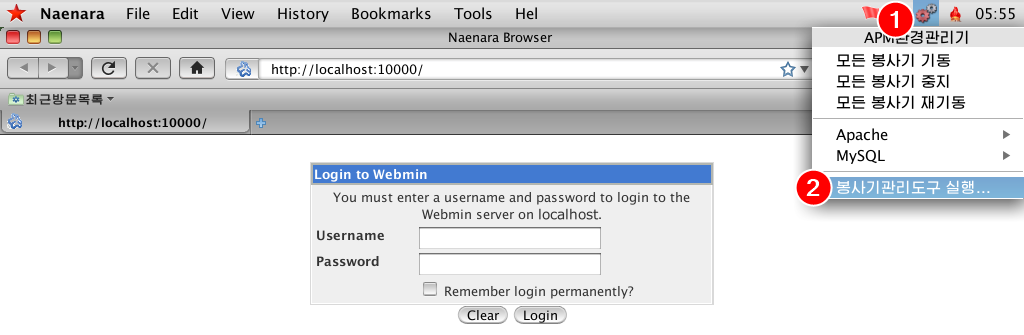 Naenara File Edit View History Bookmarks Tools Hel 1 05:55
Naenara Browser
APM환경관리기
http://localhost:10000/
모든 봉사기 기동
모든 봉사기 중지
모든 봉사기 재기동
최근방문목록
http://localhost:10000/
Apache
MySQL
2 봉사기관리도구 실행...
Login to Webmin
You must enter a username and password to login to the
Webmin server on localhost.
Username
Password
Remember login permanently?
Clear Login